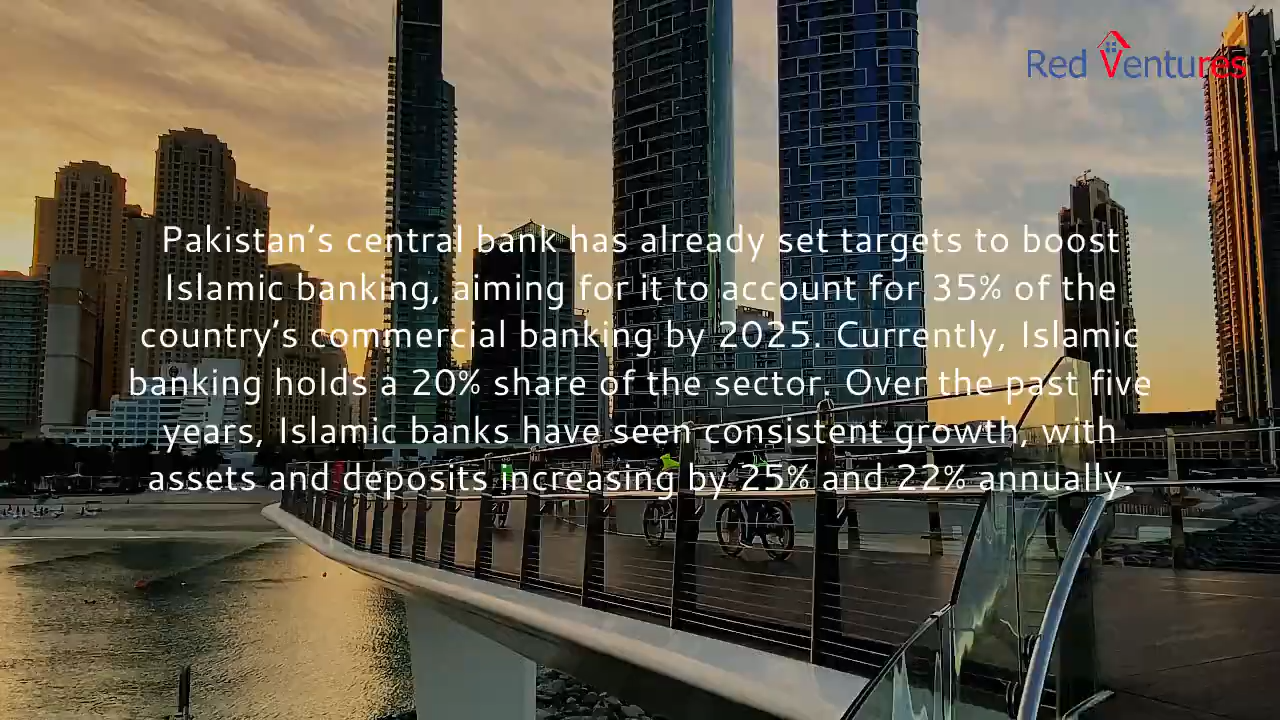 Red Ventures
Pakistan's central bank has already set targets to boost
Islamic banking, aiming for it to account for 35% of the
country's commercial banking by 2025. Currently, Islamic
banking holds a 20% share of the sector. Over the past five
years, Islamic banks have seen consistent growth, with
assets and deposits increasing by 25% and 22% annually.